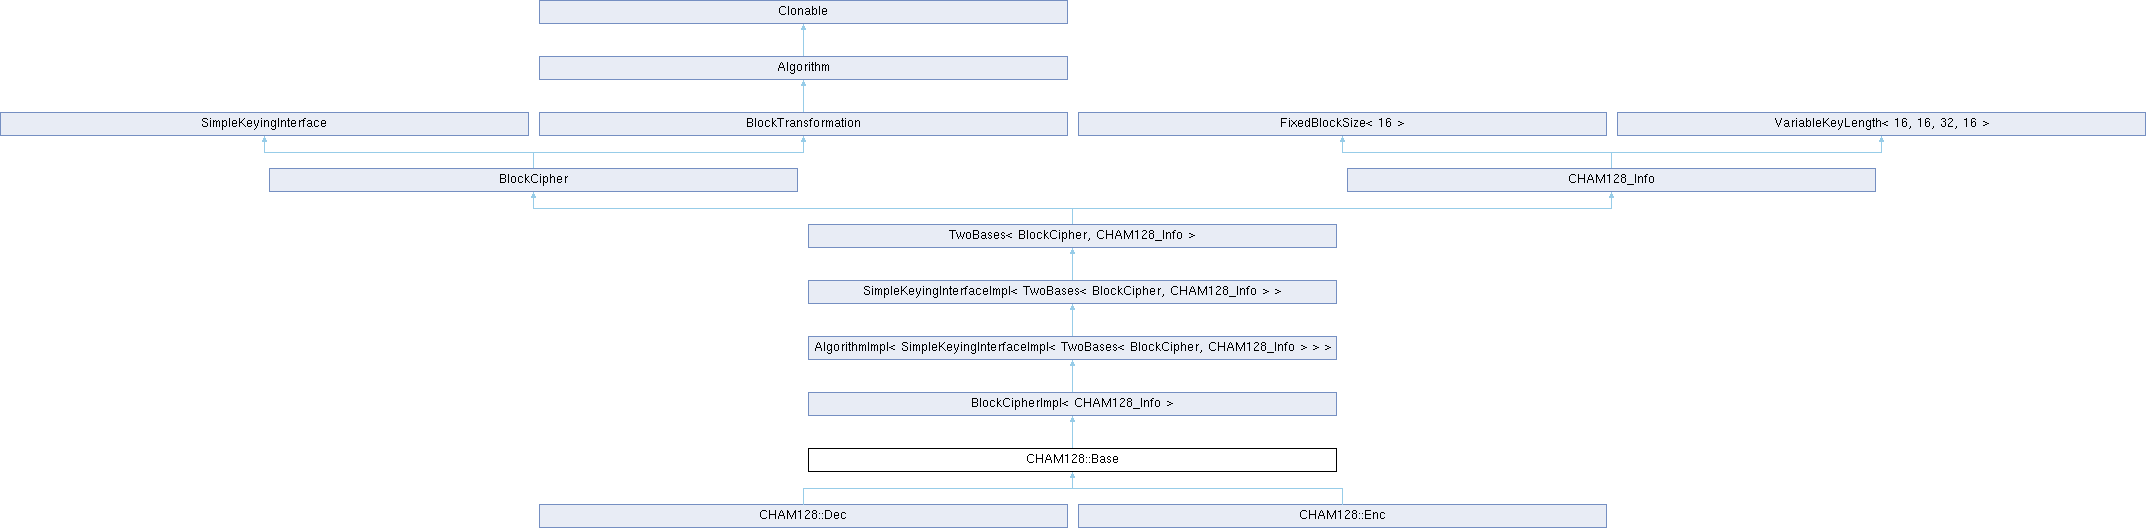 Clonable
Algorithm
SimpleKeyingInterface
BlockTransformation
FixedBlockSize< 16 >
VariableKeyLength< 16, 16, 32, 16 >
BlockCipher
CHAM128_Info
TwoBases< BlockCipher, CHAM128_Info >
SimpleKeyingInterfaceImpl< TwoBases< BlockCipher, CHAM128_Info > >
AlgorithmImpl< SimpleKeyingInterfaceImpl< TwoBases< BlockCipher, CHAM128_Info > > >
BlockCipherImpl< CHAM128_Info >
CHAM128::Base
CHAM128::Dec
CHAM128::Enc